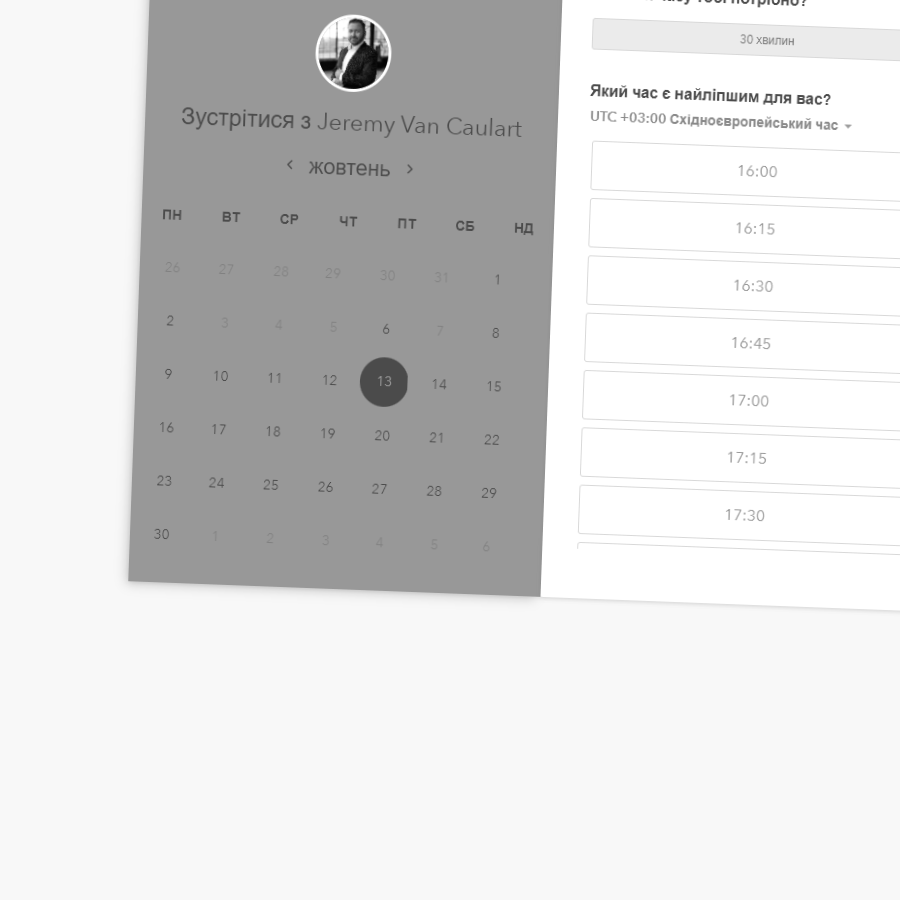 Зустрітися з Jeremy Van Caulart
‹ жовтень ›
ПН ВТ СР ЧТ ПТ СБ НД
26 27 28 29 30 31 1
2 3 4 5 6 7 8
9 10 11 12 13 14 15
16 17 18 19 20 21 22
23 24 25 26 27 28 29
30 1 2 3 4 5 6
потрібно?
30 хвилин
Який час є найліпшим для вас?
UTC +03:00 Східноєвропейський час
16:00
16:15
16:30
16:45
17:00
17:15
17:30